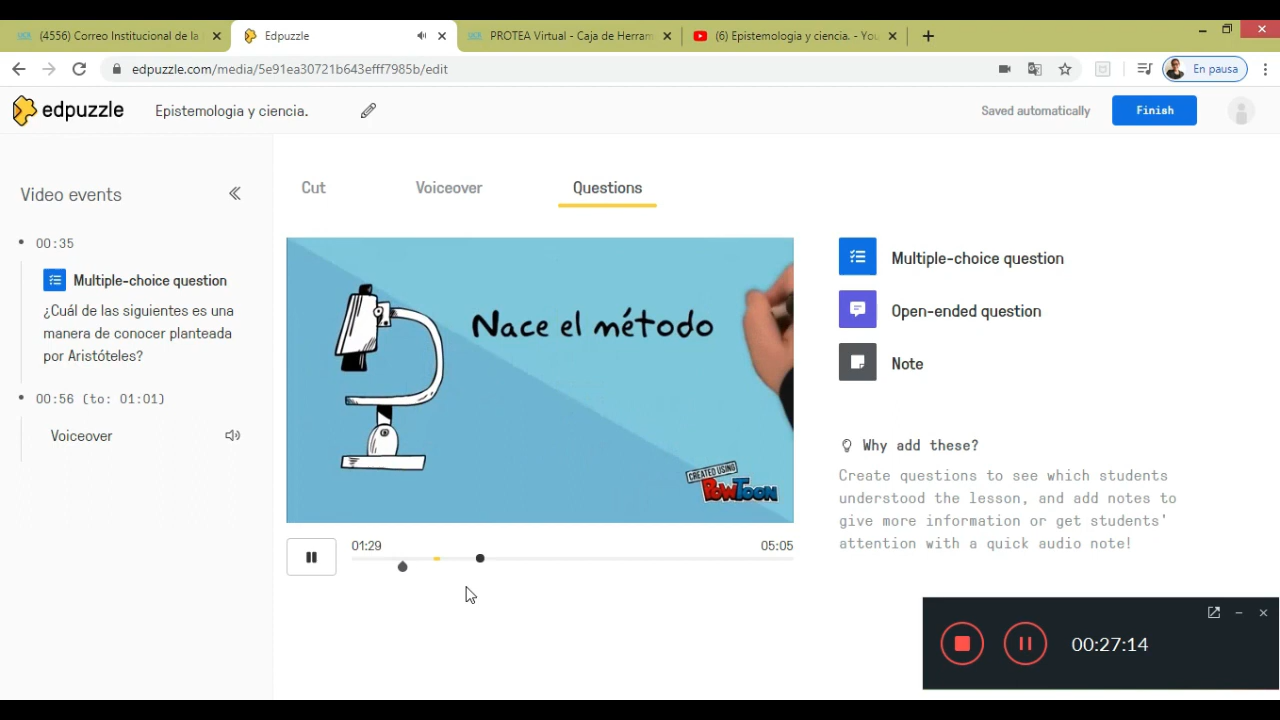 (4556) Correo Institucional de la
Edpuzzle
PROTEA Virtual - Caja de Herram
(6) Epistemologia y ciencia. - You
edpuzzle.com/media/5e91ea30721b643efff7985b/edit
En pausa
edpuzzle
Epistemologia y ciencia.
Saved automatically
Finish
Video events
Cut
Voiceover
Questions
00:35
Multiple-choice question
¿Cuál de las siguientes es una
manera de conocer planteada
por Aristóteles?
00:56 (to: 01:01)
Voiceover
Nace el método
CREATED USING
POWTOON
01:29
05:05
Multiple-choice question
Open-ended question
Note
Why add these?
Create questions to see which students
understood the lesson, and add notes to
give more information or get students'
attention with a quick audio note!
00:27:14